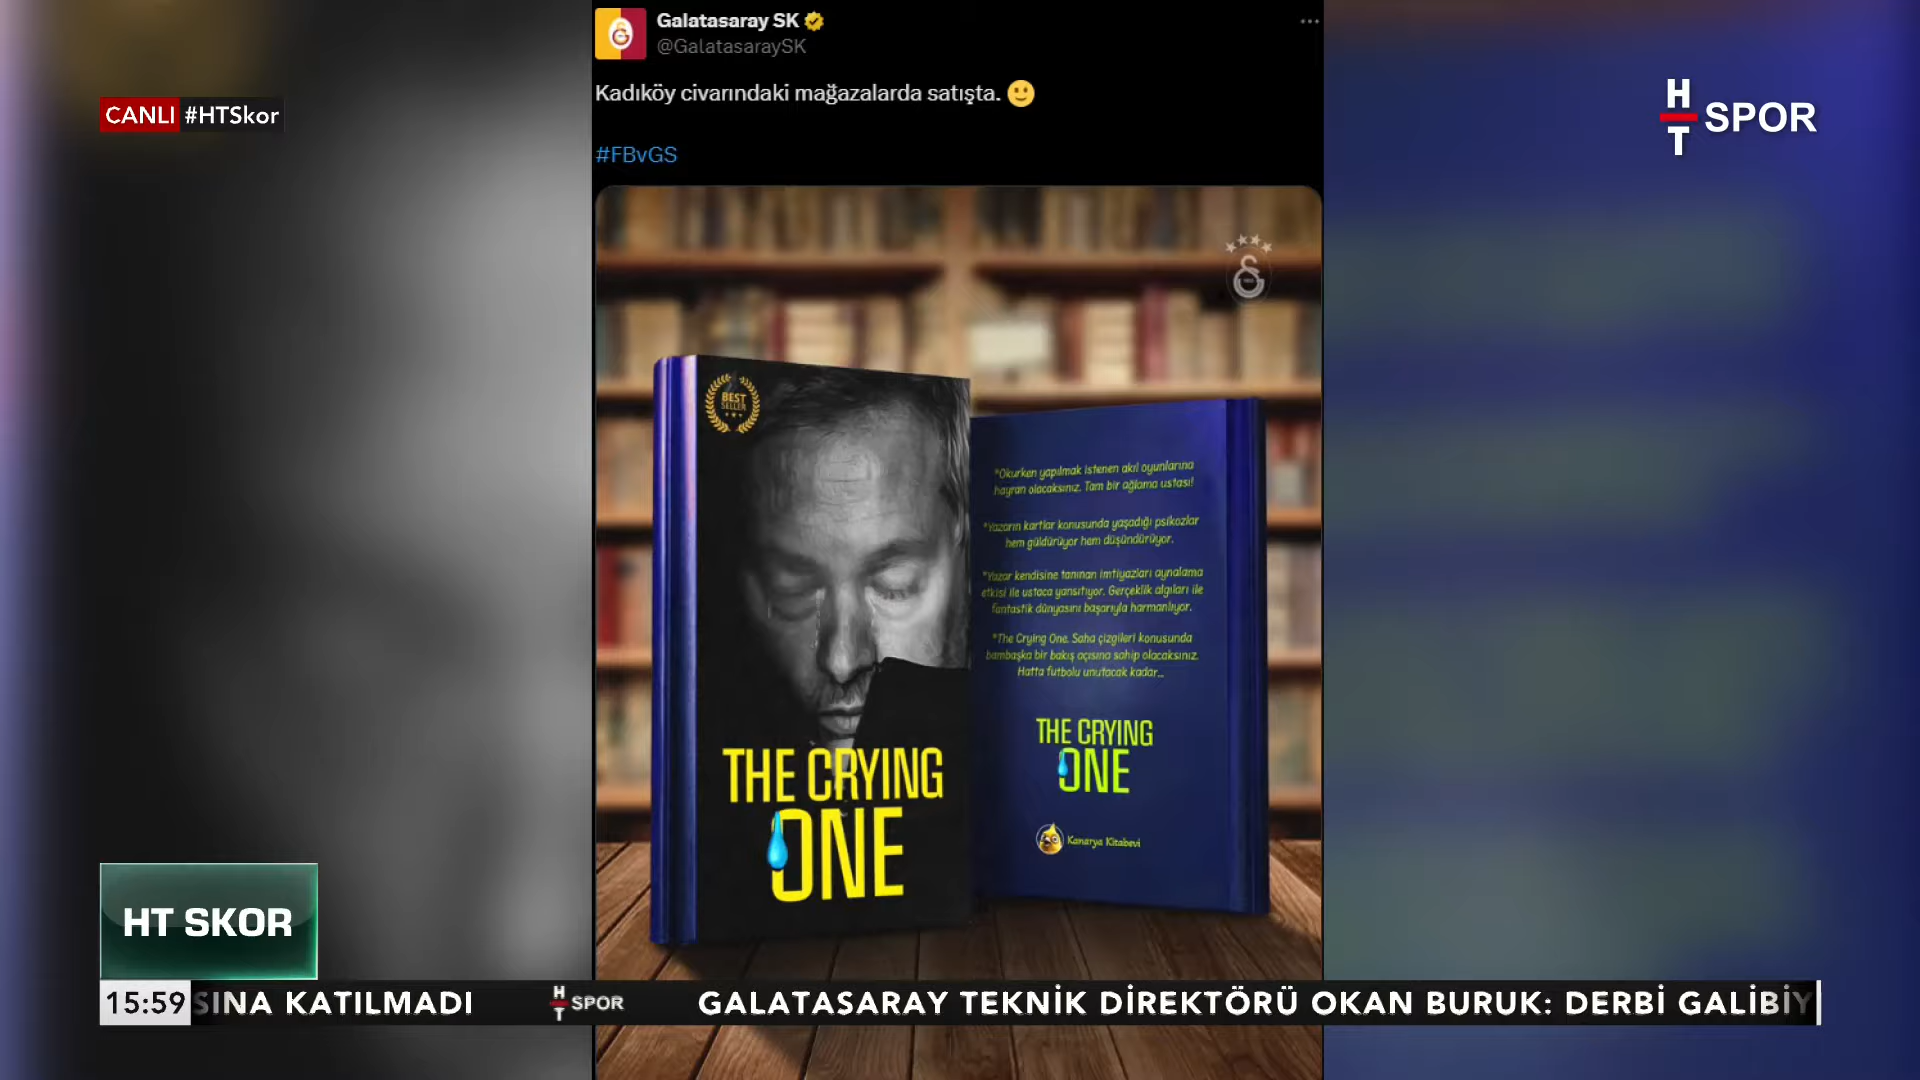 Galatasaray SK
@GalatasaraySK
Kadıköy civarındaki mağazalarda satışta.
#FBvGS
CANLI #HTSkor
HT SPOR
BEST
SELLER
THE CRYING
ONE
"Okurken yapılmak istenen akıl oyunlarına
hayran olacaksınız. Tam bir ağlama ustası!
"Yazarın kartlar konusunda yaşadığı psikozlar
hem güldürüyor hem düşündürüyor.
"Yazar kendisine tanınan imtiyazları aynalama
etkisi ile ustaca yansıtıyor. Gerçeklik algıları ile
fantastik dünyasını başarıyla harmanlıyor.
"The Crying One. Saha çizgileri konusunda
bambaşka bir bakış açısına sahip olacaksınız.
Hatta futbolu unutacak kadar...
THE CRYING
ONE
Kanarya Kitabevi
HT SKOR
15:59 SINA KATILMADI HT SPOR GALATASARAY TEKNİK DİREKTÖRÜ OKAN BURUK: DERBİ GALİBİY